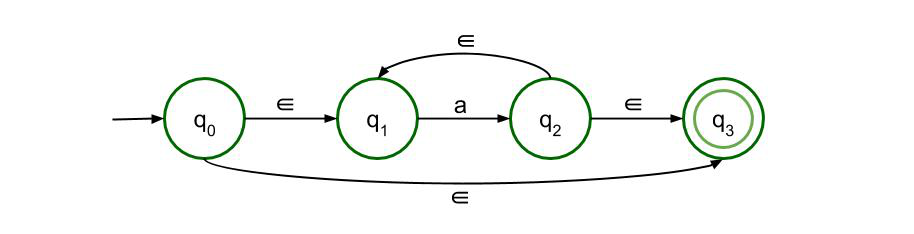 ∈
q₀ ∈ q₁ a q₂ ∈ q₃
∈